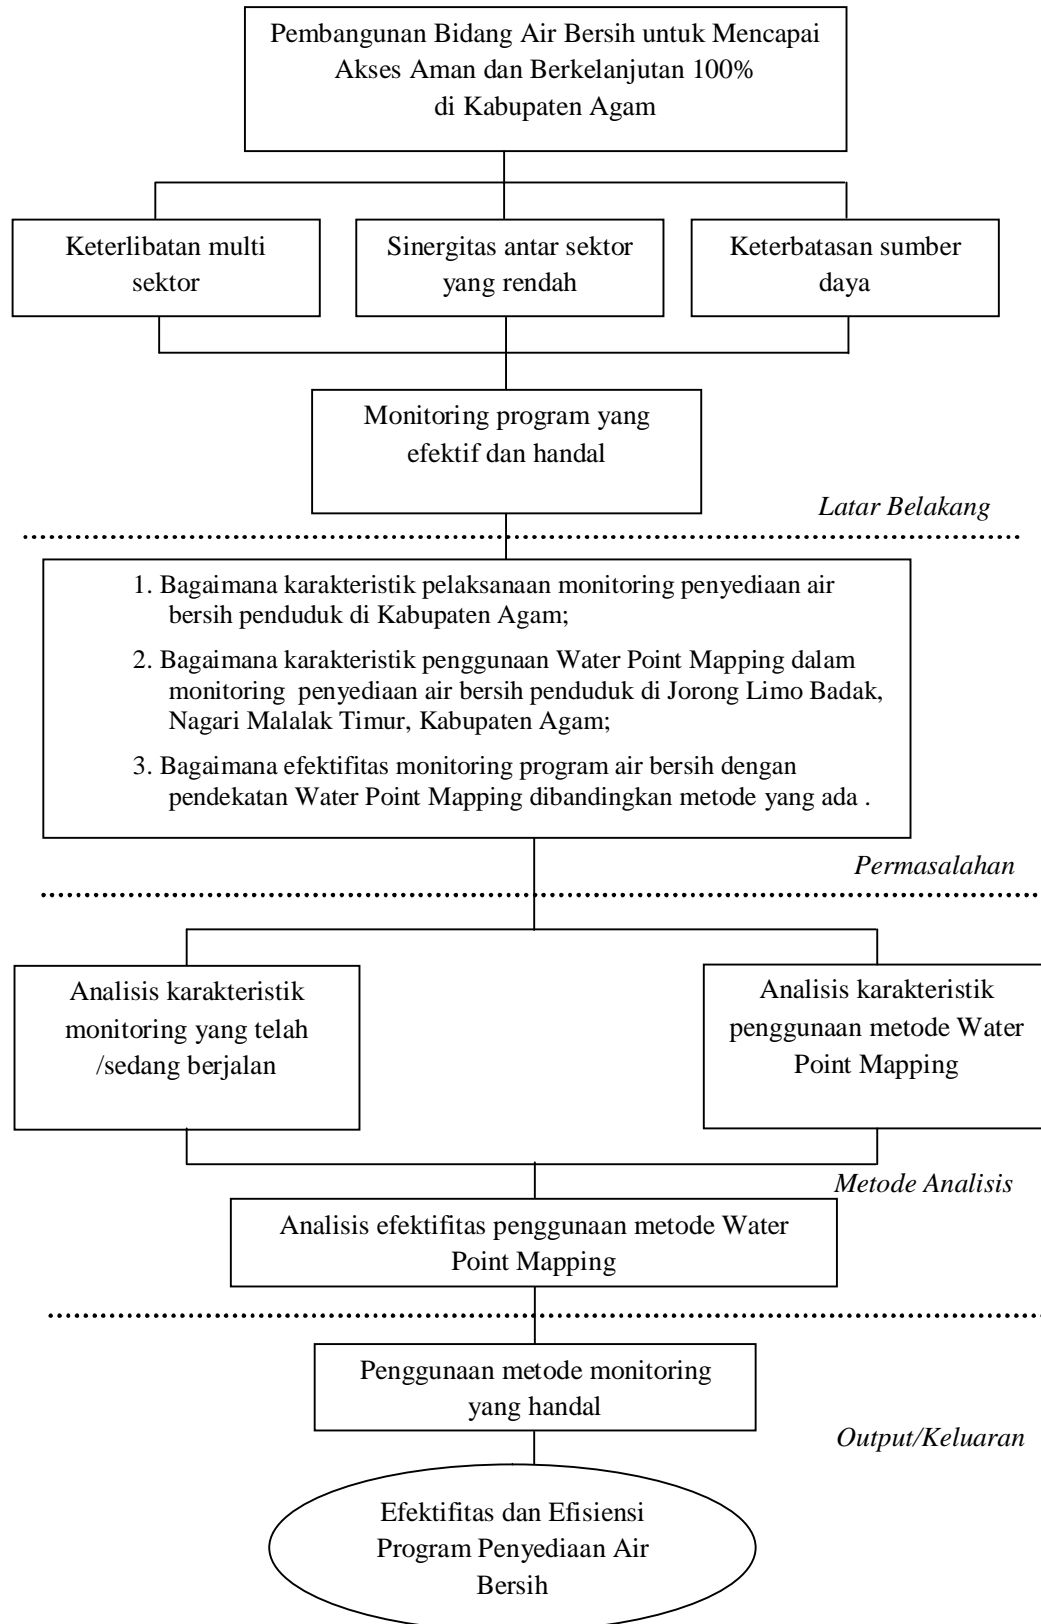 Pembangunan Bidang Air Bersih untuk Mencapai
Akses Aman dan Berkelanjutan 100%
di Kabupaten Agam
Keterlibatan multi
sektor
Sinergitas antar sektor
yang rendah
Keterbatasan sumber
daya
Monitoring program yang
efektif dan handal
Latar Belakang
1. Bagaimana karakteristik pelaksanaan monitoring penyediaan air
bersih penduduk di Kabupaten Agam;
2. Bagaimana karakteristik penggunaan Water Point Mapping dalam
monitoring penyediaan air bersih penduduk di Jorong Limo Badak,
Nagari Malalak Timur, Kabupaten Agam;
3. Bagaimana efektifitas monitoring program air bersih dengan
pendekatan Water Point Mapping dibandingkan metode yang ada .
Permasalahan
Analisis karakteristik
monitoring yang telah
/sedang berjalan
Analisis karakteristik
penggunaan metode Water
Point Mapping
Metode Analisis
Analisis efektifitas penggunaan metode Water
Point Mapping
Penggunaan metode monitoring
yang handal
Output/Keluaran
Efektifitas dan Efisiensi
Program Penyediaan Air
Bersih